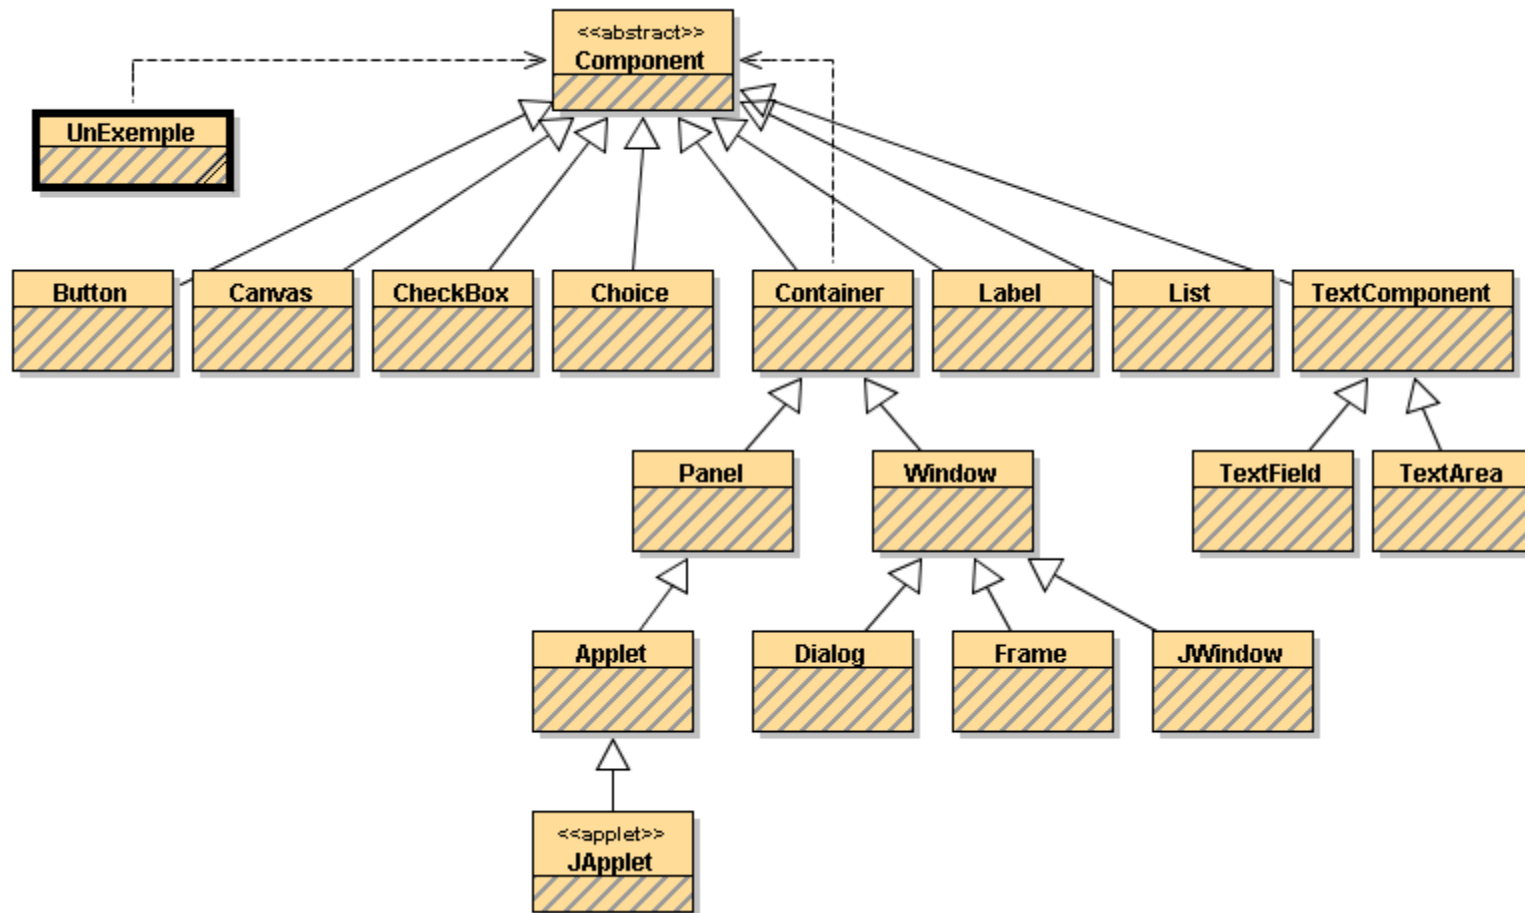 <<abstract>>
Component
UnExemple
Button
Canvas
CheckBox
Choice
Container
Label
List
TextComponent
Panel
Window
TextField
TextArea
Applet
Dialog
Frame
JWindow
<<applet>>
JApplet